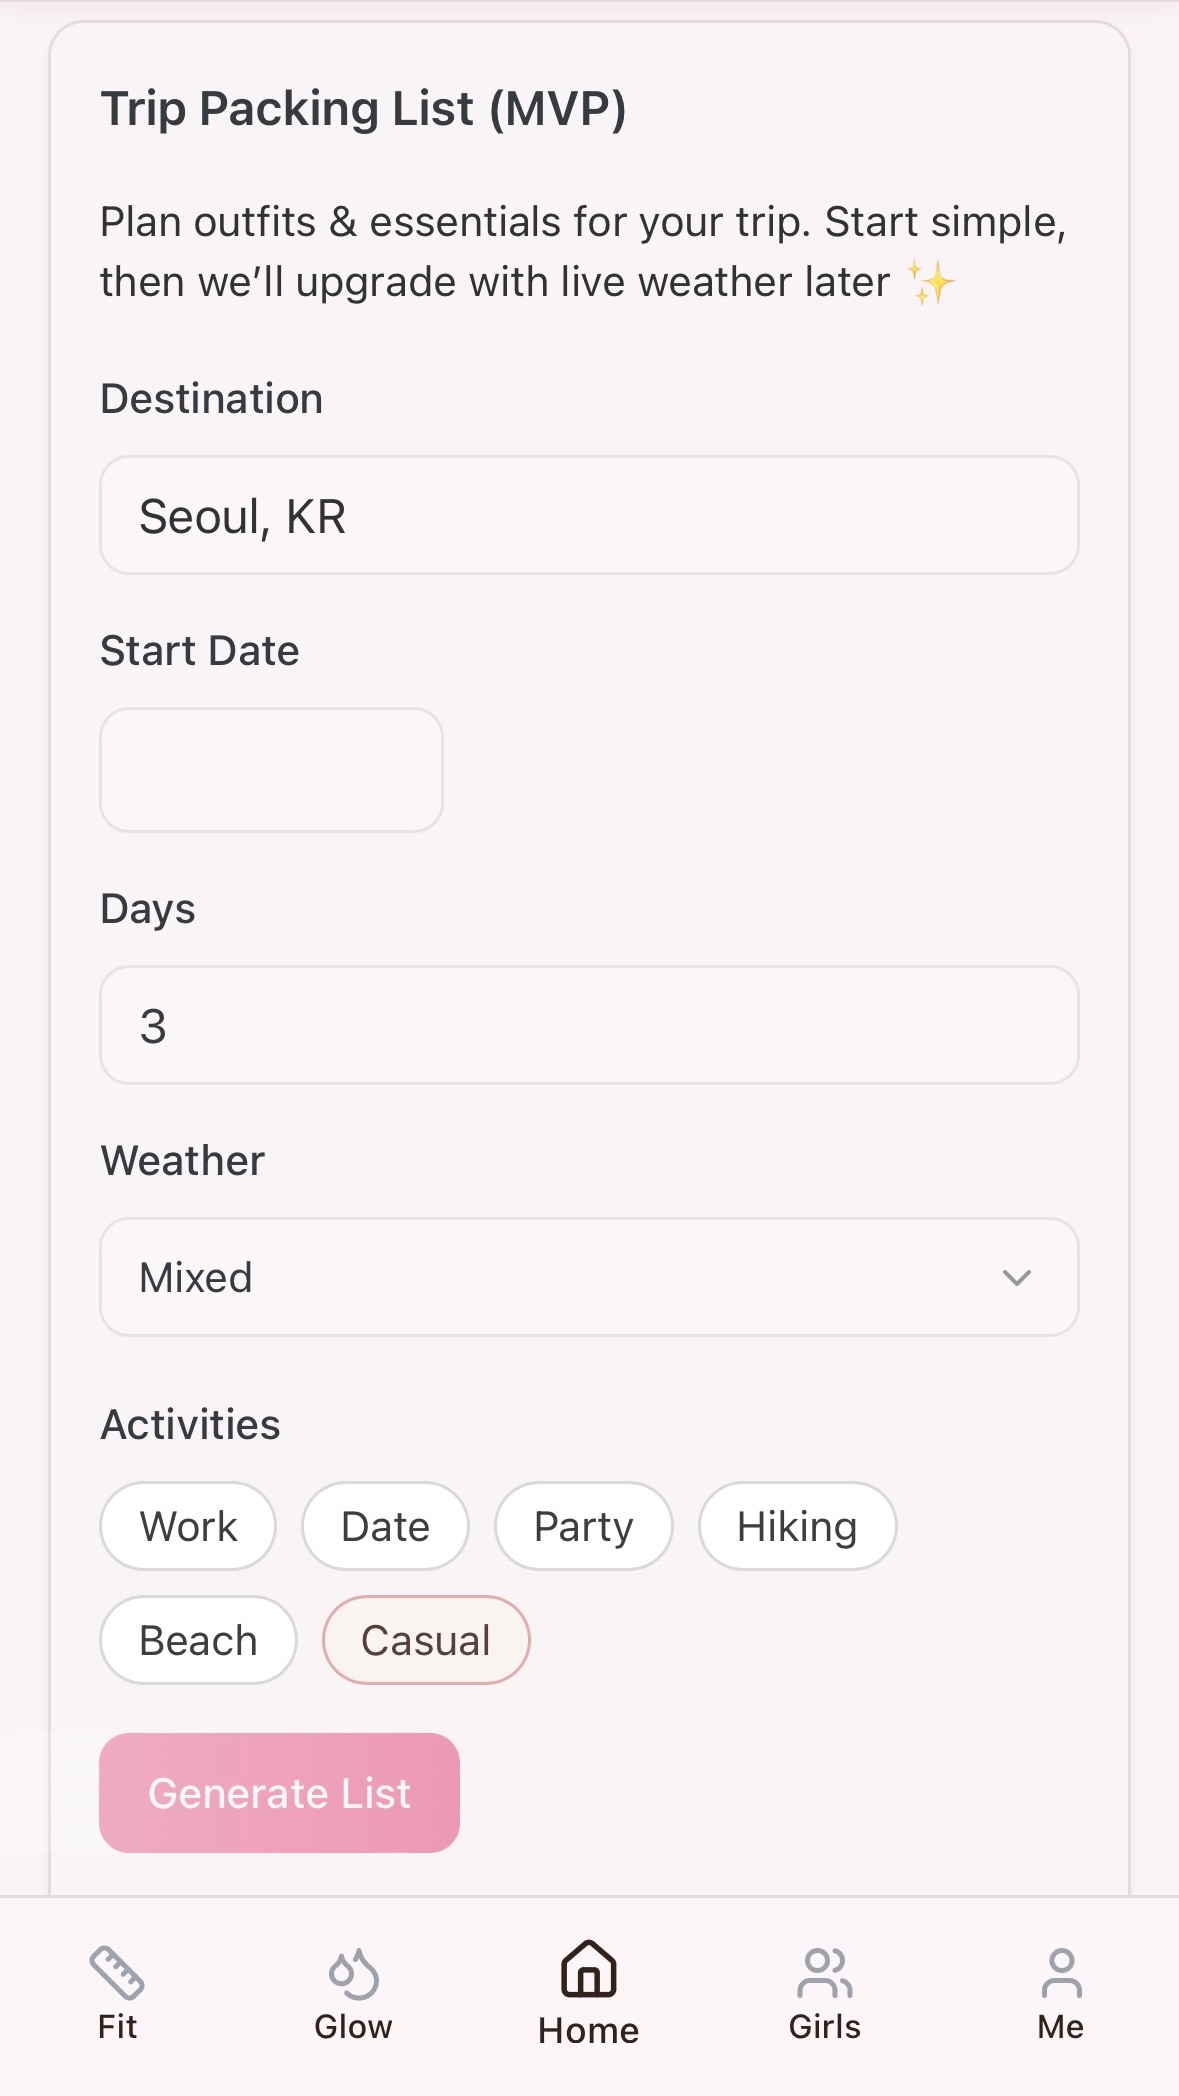 Trip Packing List (MVP)
Plan outfits & essentials for your trip. Start simple,
then we’ll upgrade with live weather later ✨
Destination
Seoul, KR
Start Date
Days
3
Weather
Mixed
Activities
Work Date Party Hiking
Beach Casual
Generate List
Fit Glow Home Girls Me